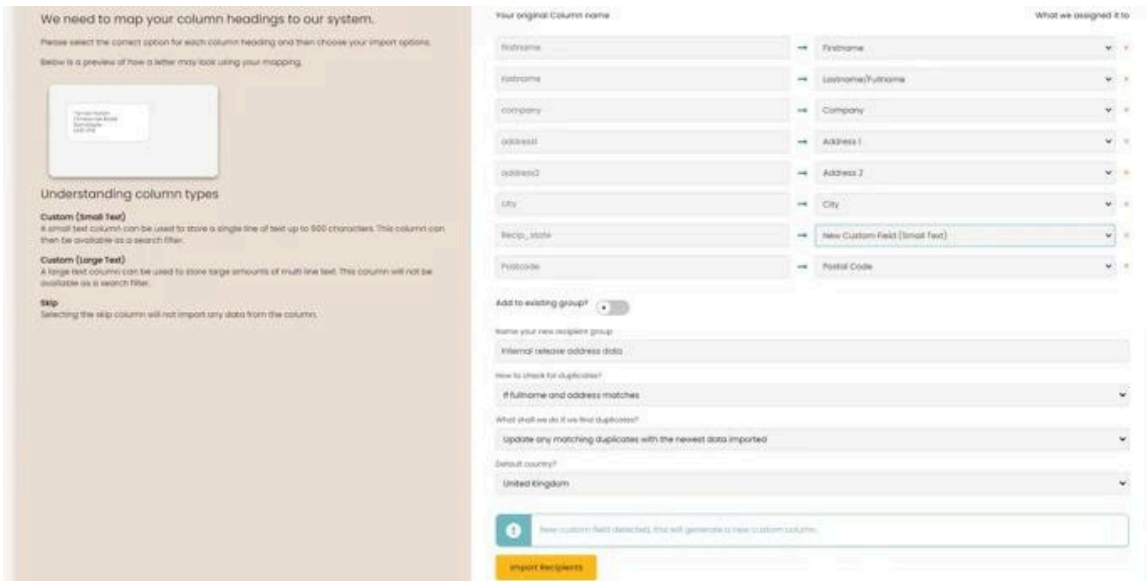 We need to map your column headings to our system.
Please select the correct option for each column heading and then choose your import options.
Below is a preview of how a letter may look using your mapping.
Understanding column types
Custom (Small Text)
A small text column can be used to store a single line of text up to 500 characters. This column can
then be available as a search filter.
Custom (Large Text)
A large text column can be used to store large amounts of multi line text. This column will not be
available as a search filter.
Skip
Selecting the skip column will not import any data from the column.
Your original Column name What we assigned it to
firstname Firstname
lastname Lastname/Fullname
company Company
address1 Address 1
address2 Address 2
city City
Recip_state New Custom Field (Small Text)
Postcode Postal Code
Add to existing group?
Name your new recipient group
Internal release address data
How to check for duplicates?
If fullname and address matches
What shall we do if we find duplicates?
Update any matching duplicates with the newest data imported
Default country?
United Kingdom
New custom field detected, this will generate a new custom column.
Import Recipients